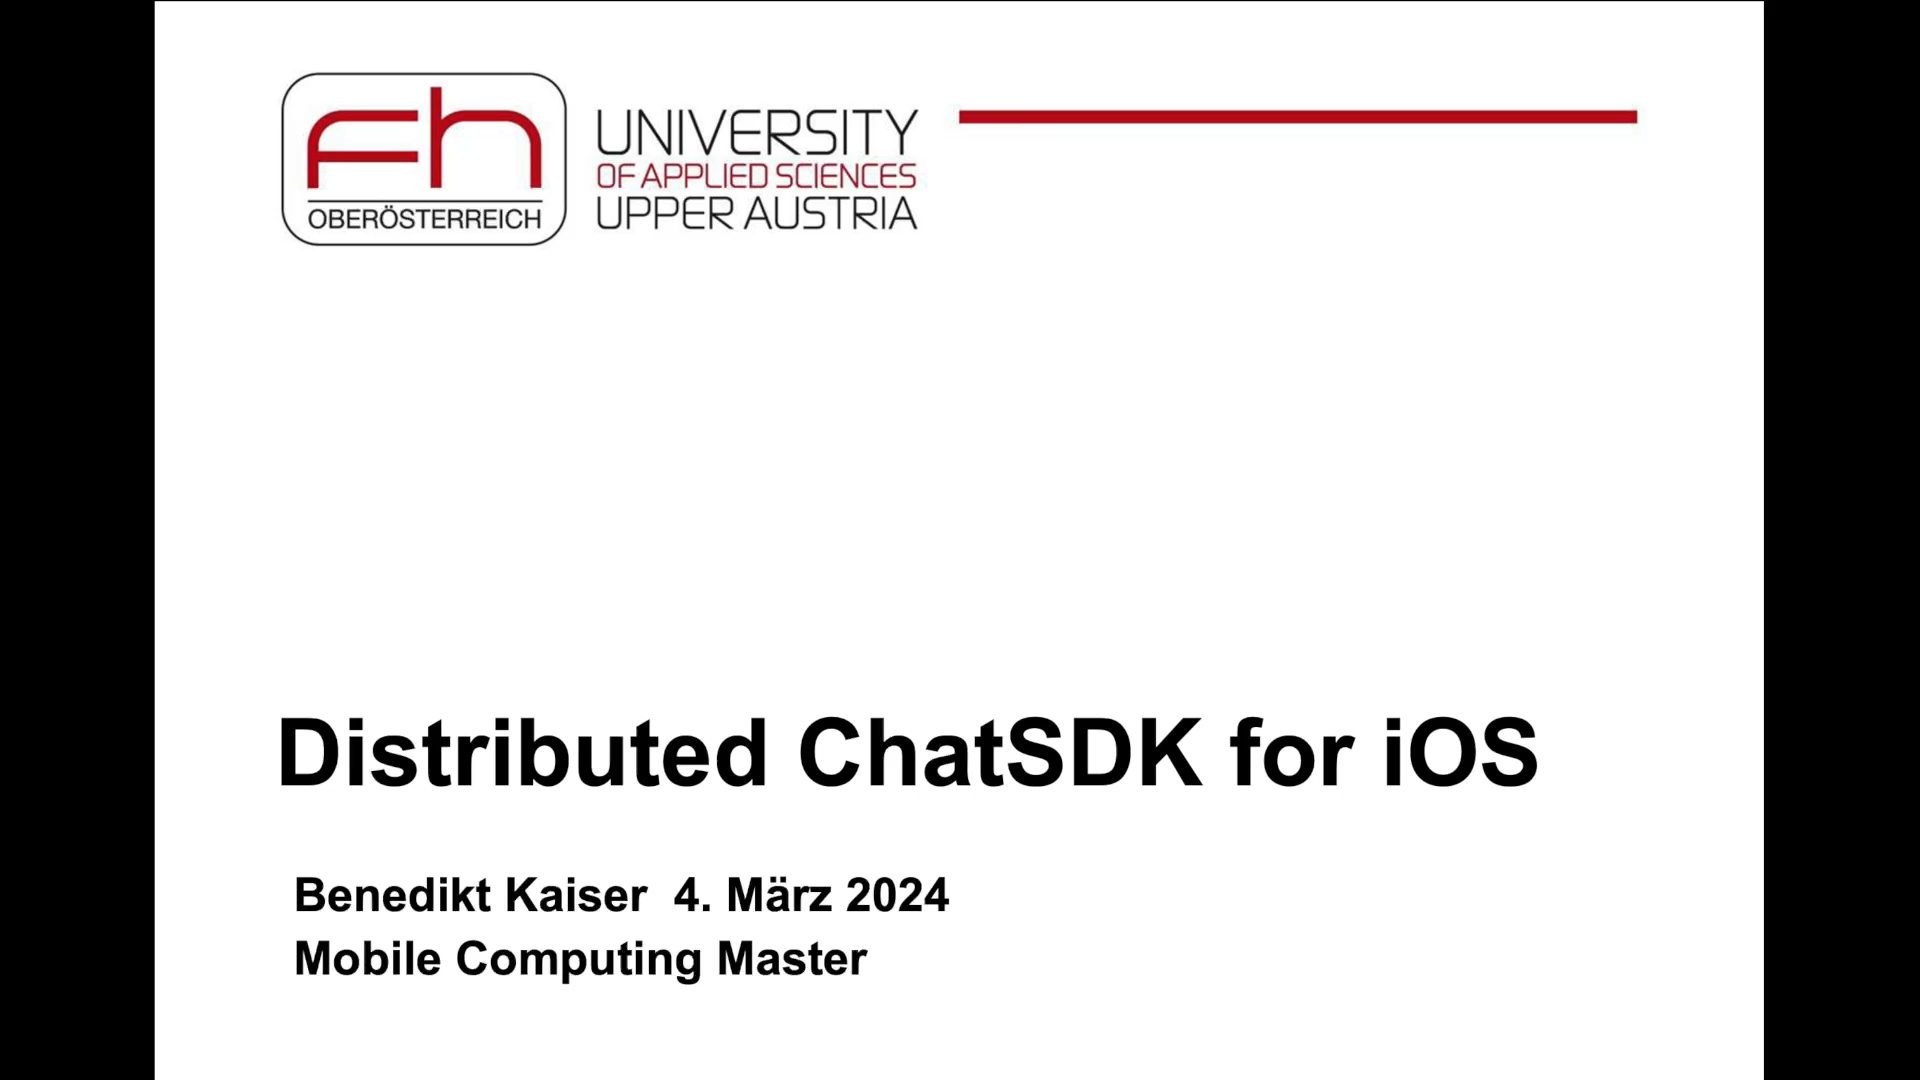 fh
OBERÖSTERREICH
UNIVERSITY
OF APPLIED SCIENCES
UPPER AUSTRIA
Distributed ChatSDK for iOS
Benedikt Kaiser  4. März 2024
Mobile Computing Master